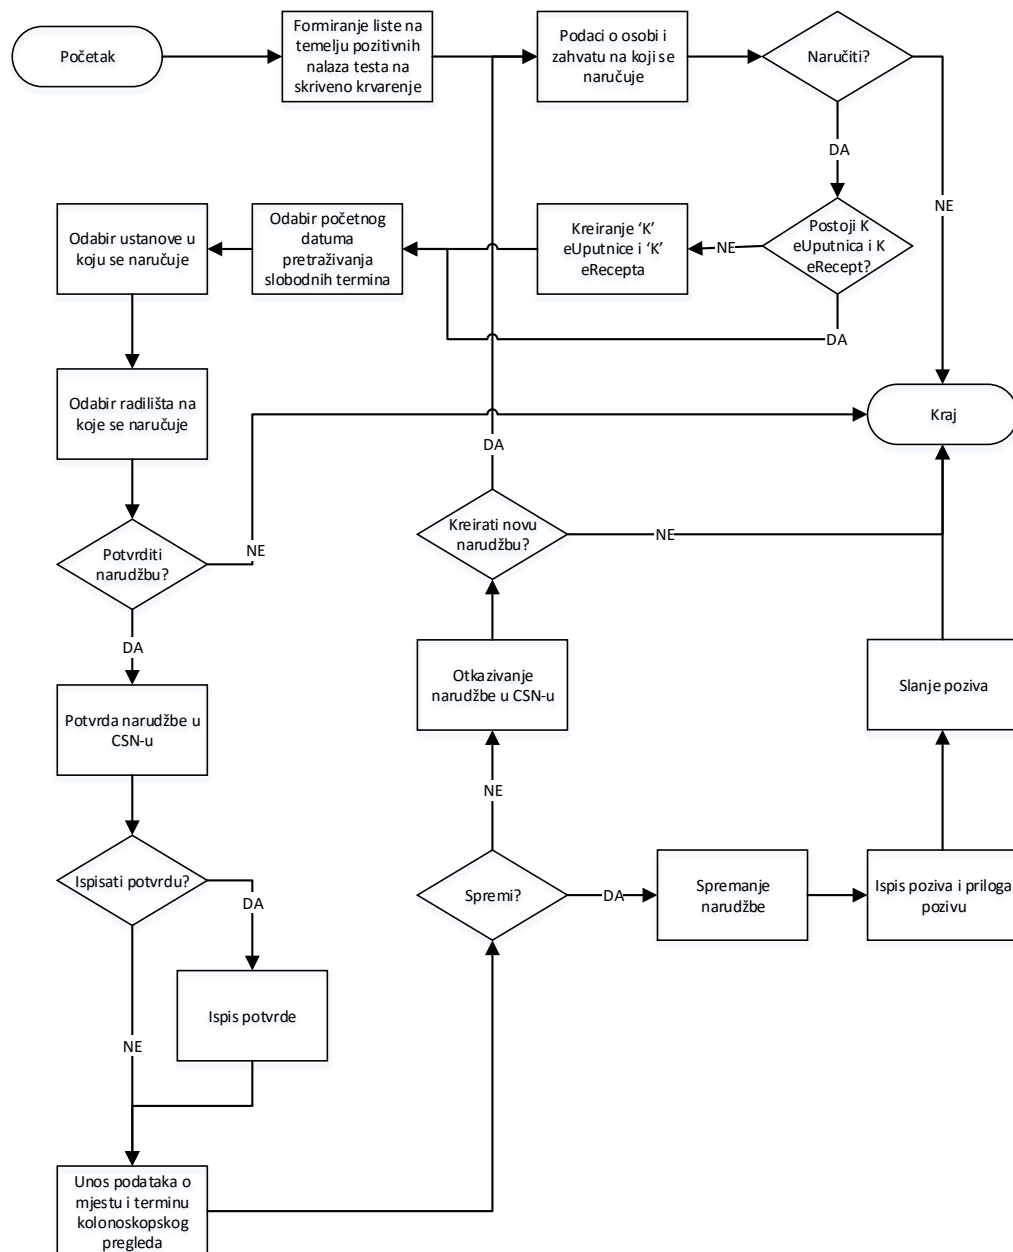 Početak
Formiranje liste na
temelju pozitivnih
nalaza testa na
skriveno krvarenje
Podaci o osobi i
zahvatu na koji se
naručuje
Naručiti?
DA
NE
Odabir ustanove u
koju se naručuje
Odabir početnog
datuma
pretraživanja
slobodnih termina
Kreiranje ‘K’
eUputnice i ‘K’
eRecepta
NE
Postoji K
eUputnica i K
eRecept?
DA
Odabir radilišta na
koje se naručuje
Kraj
DA
Potvrditi
narudžbu?
NE
Kreirati novu
narudžbu?
NE
DA
Potvrda narudžbe u
CSN-u
Otkazivanje
narudžbe u CSN-u
Slanje poziva
NE
Ispisati potvrdu?
DA
Spremi?
DA
Spremanje
narudžbe
Ispis poziva i priloga
pozivu
Ispis potvrde
NE
Unos podataka o
mjestu i terminu
kolonoskopskog
pregleda